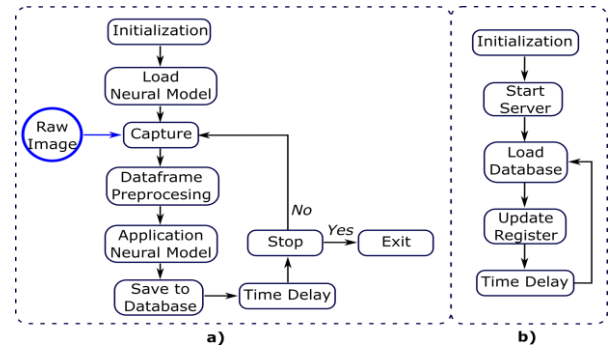 Initialization
Load
Neural Model
Raw
Image
Capture
Dataframe
Preprocesing
Application
Neural Model
Save to
Database
Time Delay
Stop
No
Yes
Exit
a)
Initialization
Start
Server
Load
Database
Update
Register
Time Delay
b)